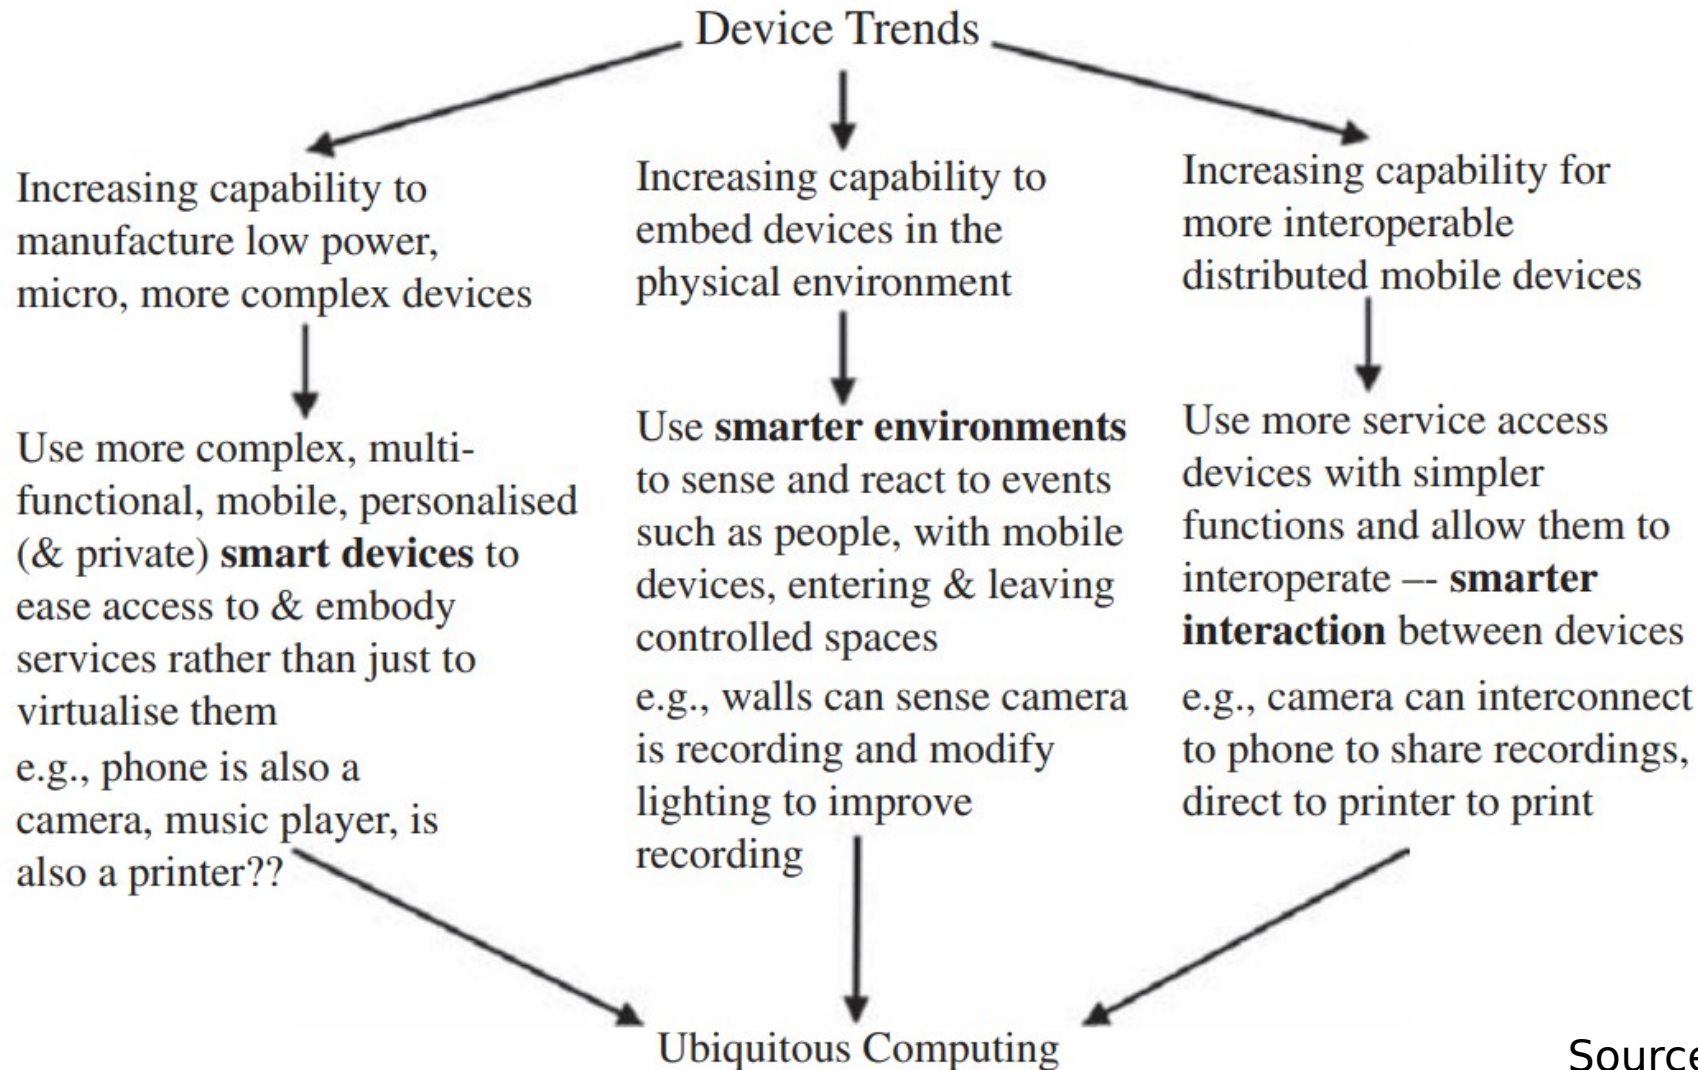 Device Trends
Increasing capability to
manufacture low power,
micro, more complex devices
Use more complex, multi-
functional, mobile, personalised
(& private) smart devices to
ease access to & embody
services rather than just to
virtualise them
e.g., phone is also a
camera, music player, is
also a printer??
Increasing capability to
embed devices in the
physical environment
Use smarter environments
to sense and react to events
such as people, with mobile
devices, entering & leaving
controlled spaces
e.g., walls can sense camera
is recording and modify
lighting to improve
recording
Increasing capability for
more interoperable
distributed mobile devices
Use more service access
devices with simpler
functions and allow them to
interoperate –- smarter
interaction between devices
e.g., camera can interconnect
to phone to share recordings,
direct to printer to print
Ubiquitous Computing
Source